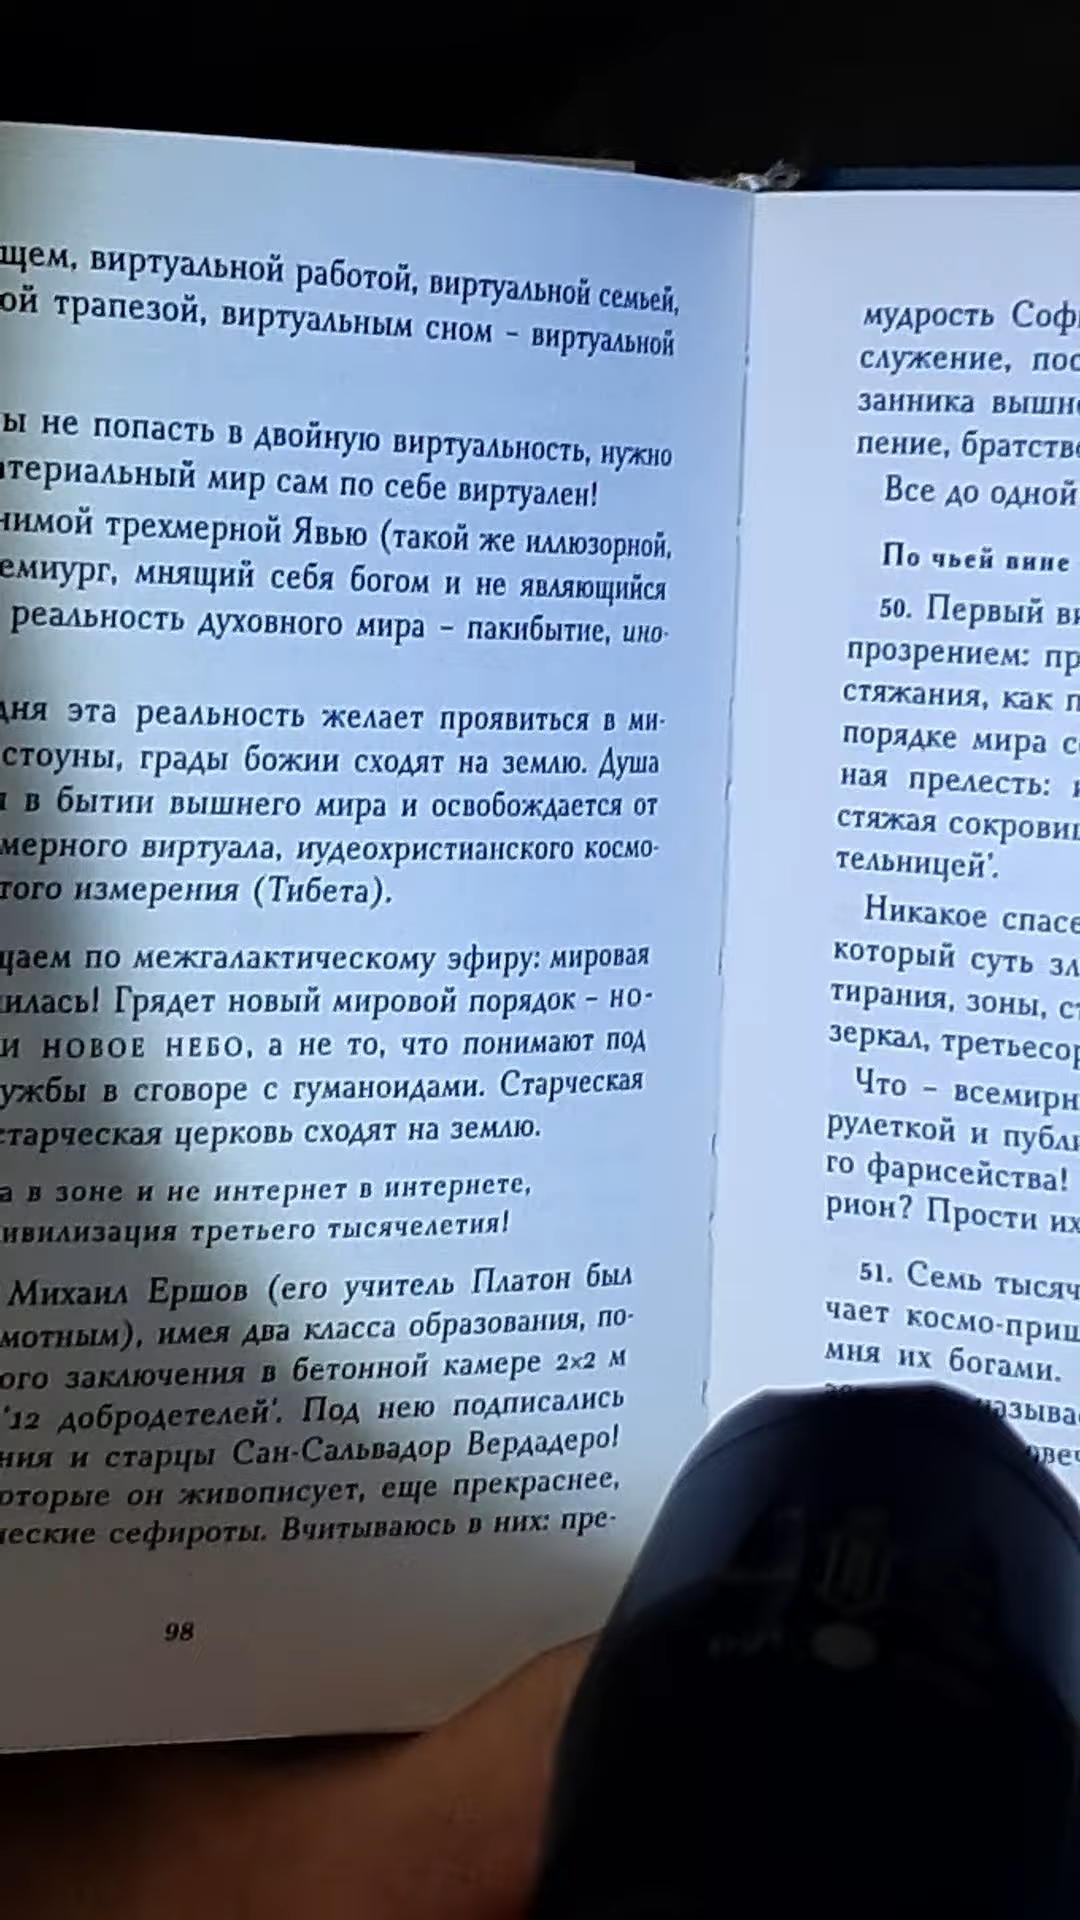 щем, виртуальной работой, виртуальной семьей,
ой трапезой, виртуальным сном – виртуальной
ы не попасть в двойную виртуальность, нужно
териальный мир сам по себе виртуален!
нимой трехмерной Явью (такой же иллюзорной,
емиург, мнящий себя богом и не являющийся
реальность духовного мира – пакибытие, ино-
дня эта реальность желает проявиться в ми-
стоуны, грады божии сходят на землю. Душа
в бытии вышнего мира и освобождается от
мерного виртуала, иудеохристианского космо-
того измерения (Тибета).
щаем по межгалактическому эфиру: мировая
илась! Грядет новый мировой порядок – НО-
И НОВОЕ НЕБО, а не то, что понимают под
ужбы в сговоре с гуманоидами. Старческая
старческая церковь сходят на землю.
а в зоне и не интернет в интернете,
ивилизация третьего тысячелетия!
Михаил Ершов (его учитель Платон был
мотным), имея два класса образования, по-
ого заключения в бетонной камере 2×2 м
'12 добродетелей'. Под нею подписались
ния и старцы Сан-Сальвадор Вердадеро!
оторые он живописует, еще прекраснее,
ческие сефироты. Вчитываюсь в них: пре-
98
мудрость Соф
служение, пос
занника вышн
пение, братств
Все до одной
По чьей вине
50. Первый в
прозрением: пр
стяжания, как п
порядке мира с
ная прелесть:
стяжая сокровищ
тельницей'.
Никакое спасе
который суть зл
тирания, зоны, ст
зеркал, третьесор
Что – всемирн
рулеткой и публи
го фарисейства!
рион? Прости их
51. Семь тысяч
чает космо-приш
мня их богами.
азыва
овеч